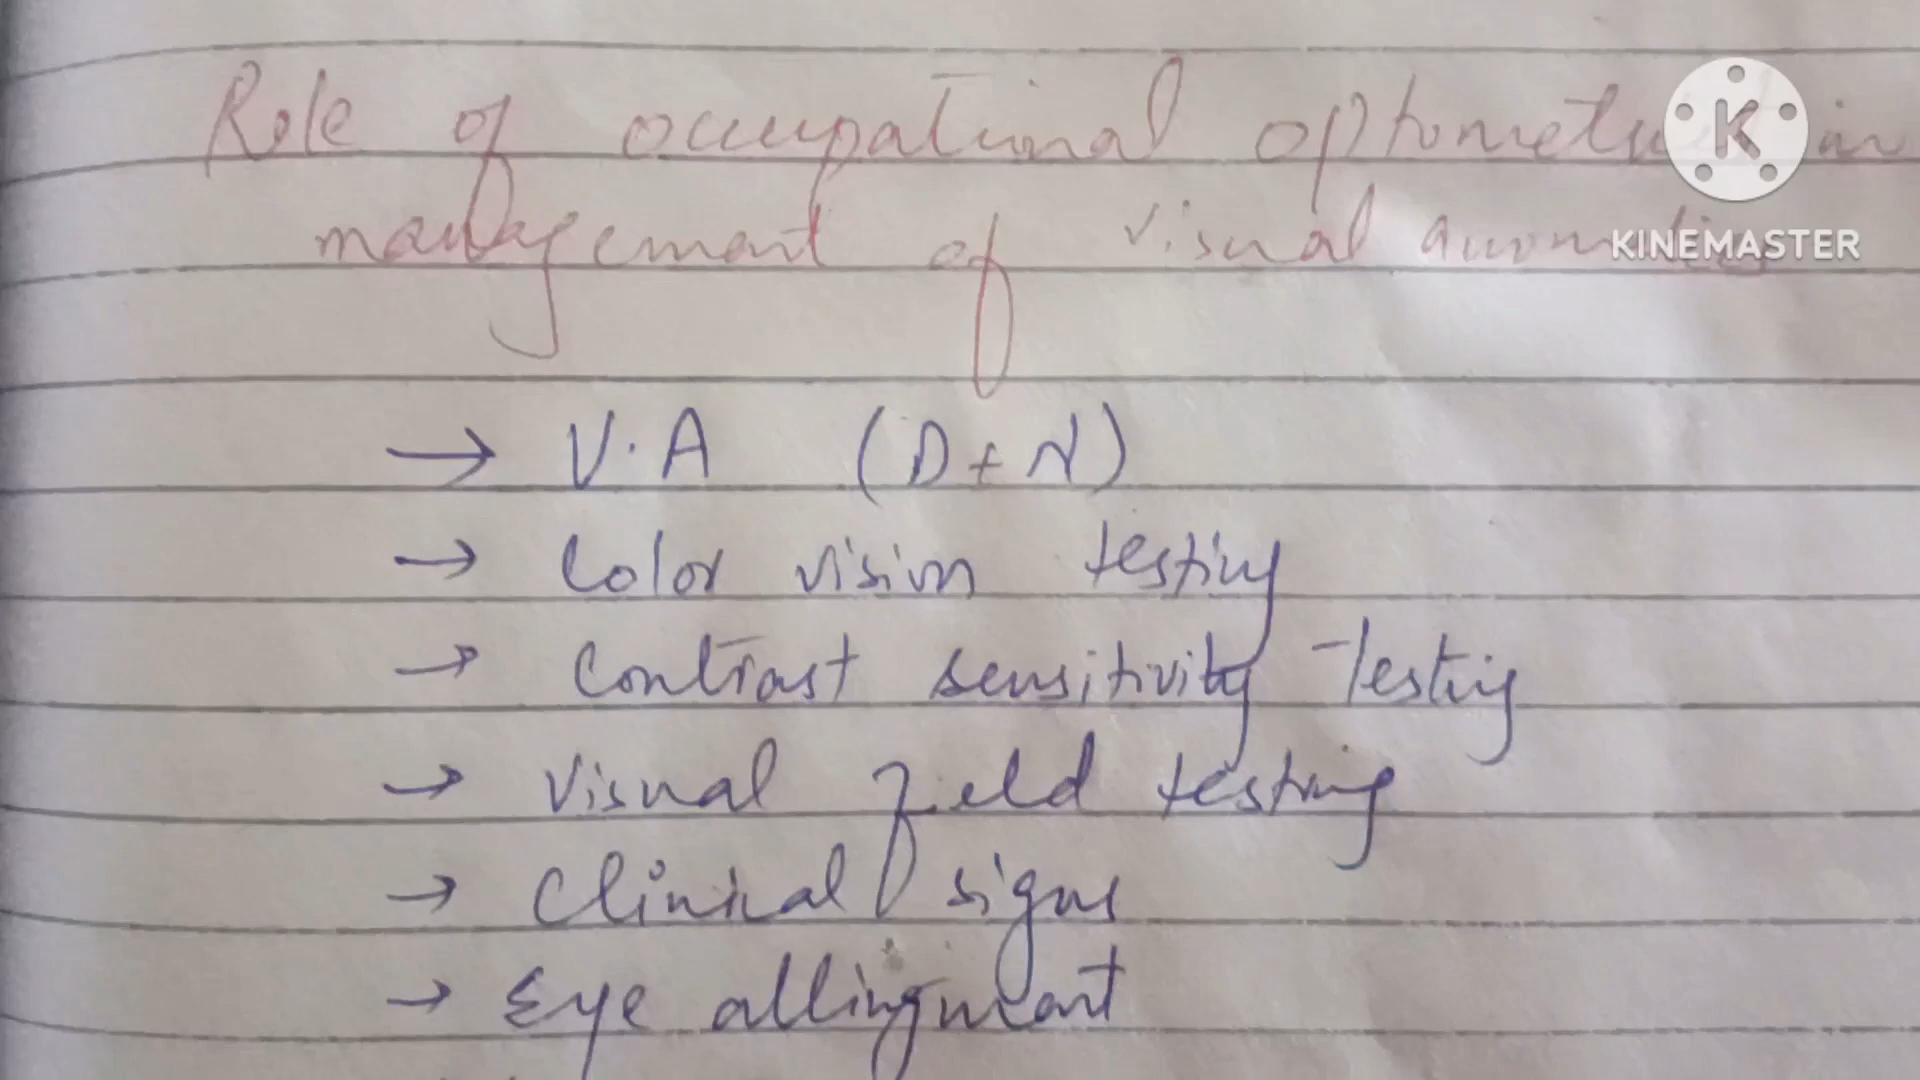 Role of occupational optometrist in
management of visual
K
KINEMASTER
→ V.A (D+N)
→ Color vision testing
→ Contrast sensitivity Testing
→ Visual field testing
→ Clinical signs
→ Eye allingment